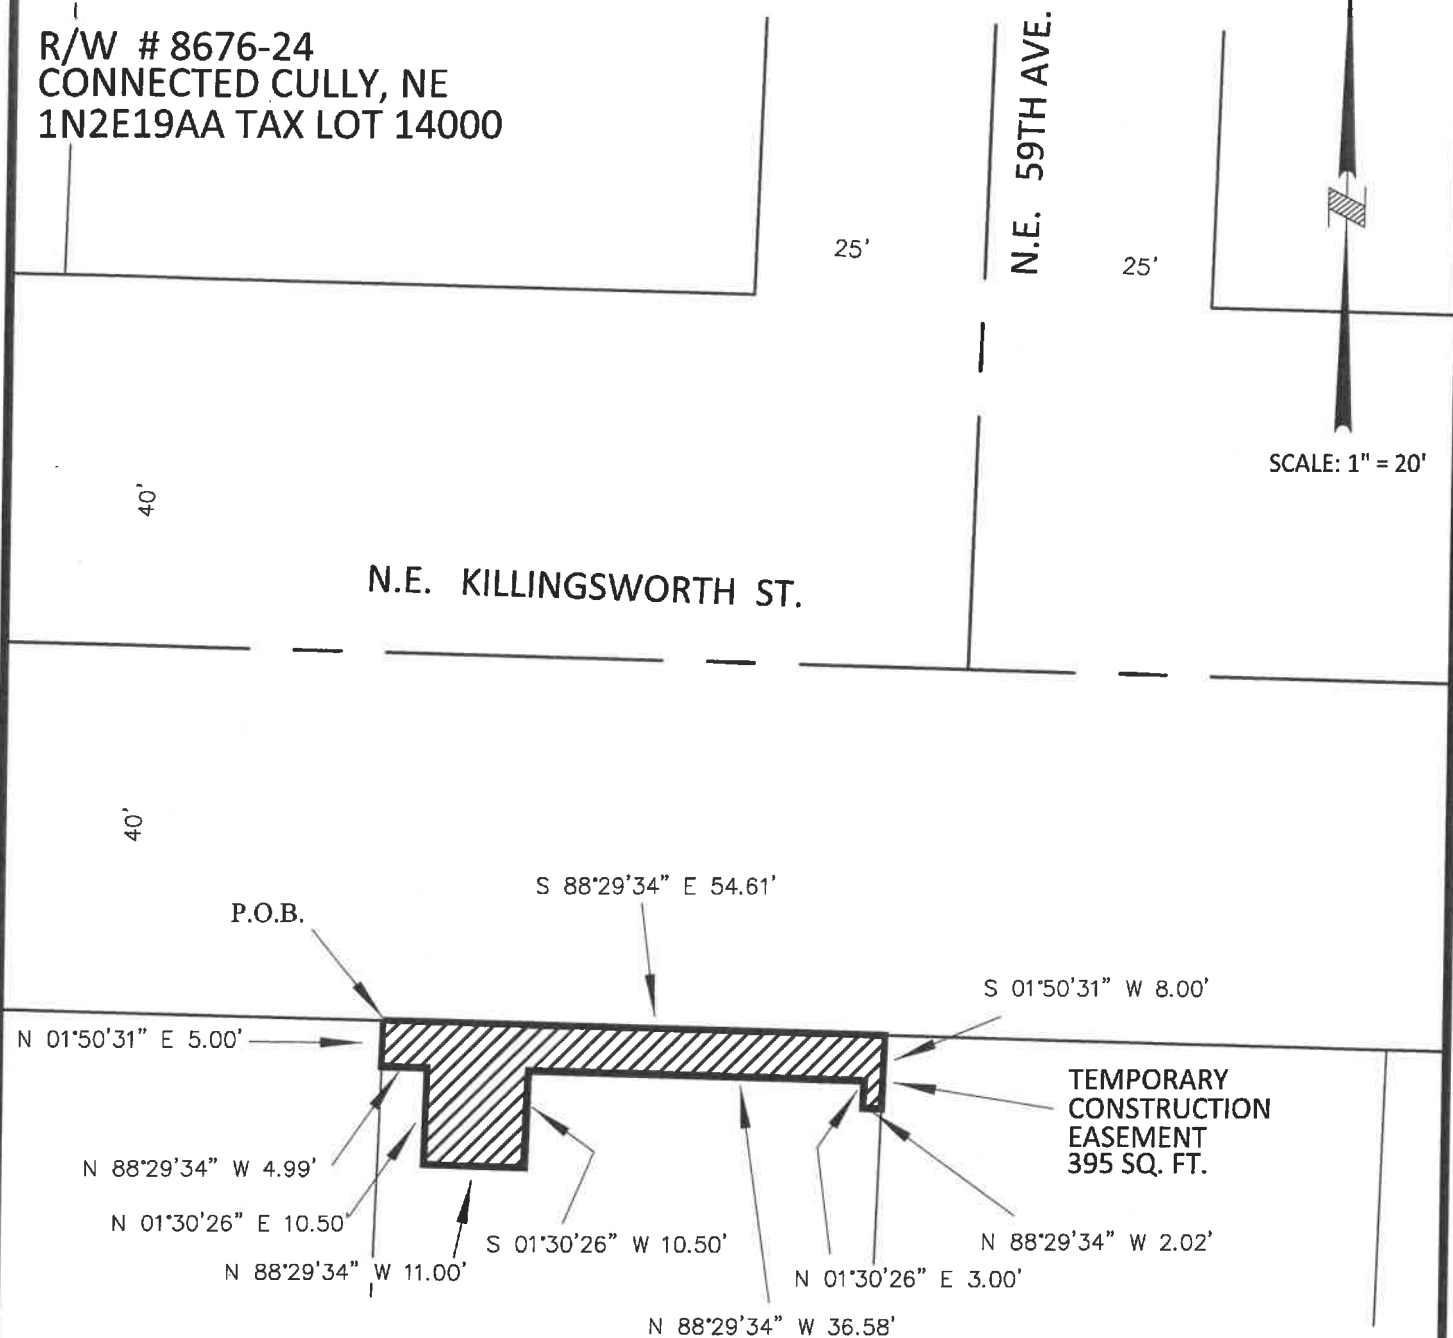 R/W # 8676-24
CONNECTED CULLY, NE
1N2E19AA TAX LOT 14000
N.E. 59TH AVE.
25'
25'
SCALE: 1" = 20'
40'
N.E. KILLINGSWORTH ST.
40'
S 88°29'34" E 54.61'
P.O.B.
S 01°50'31" W 8.00'
N 01°50'31" E 5.00'
TEMPORARY
CONSTRUCTION
EASEMENT
395 SQ. FT.
N 88°29'34" W 4.99'
N 01°30'26" E 10.50'
S 01°30'26" W 10.50'
N 88°29'34" W 2.02'
N 88°29'34" W 11.00'
N 01°30'26" E 3.00'
N 88°29'34" W 36.58'